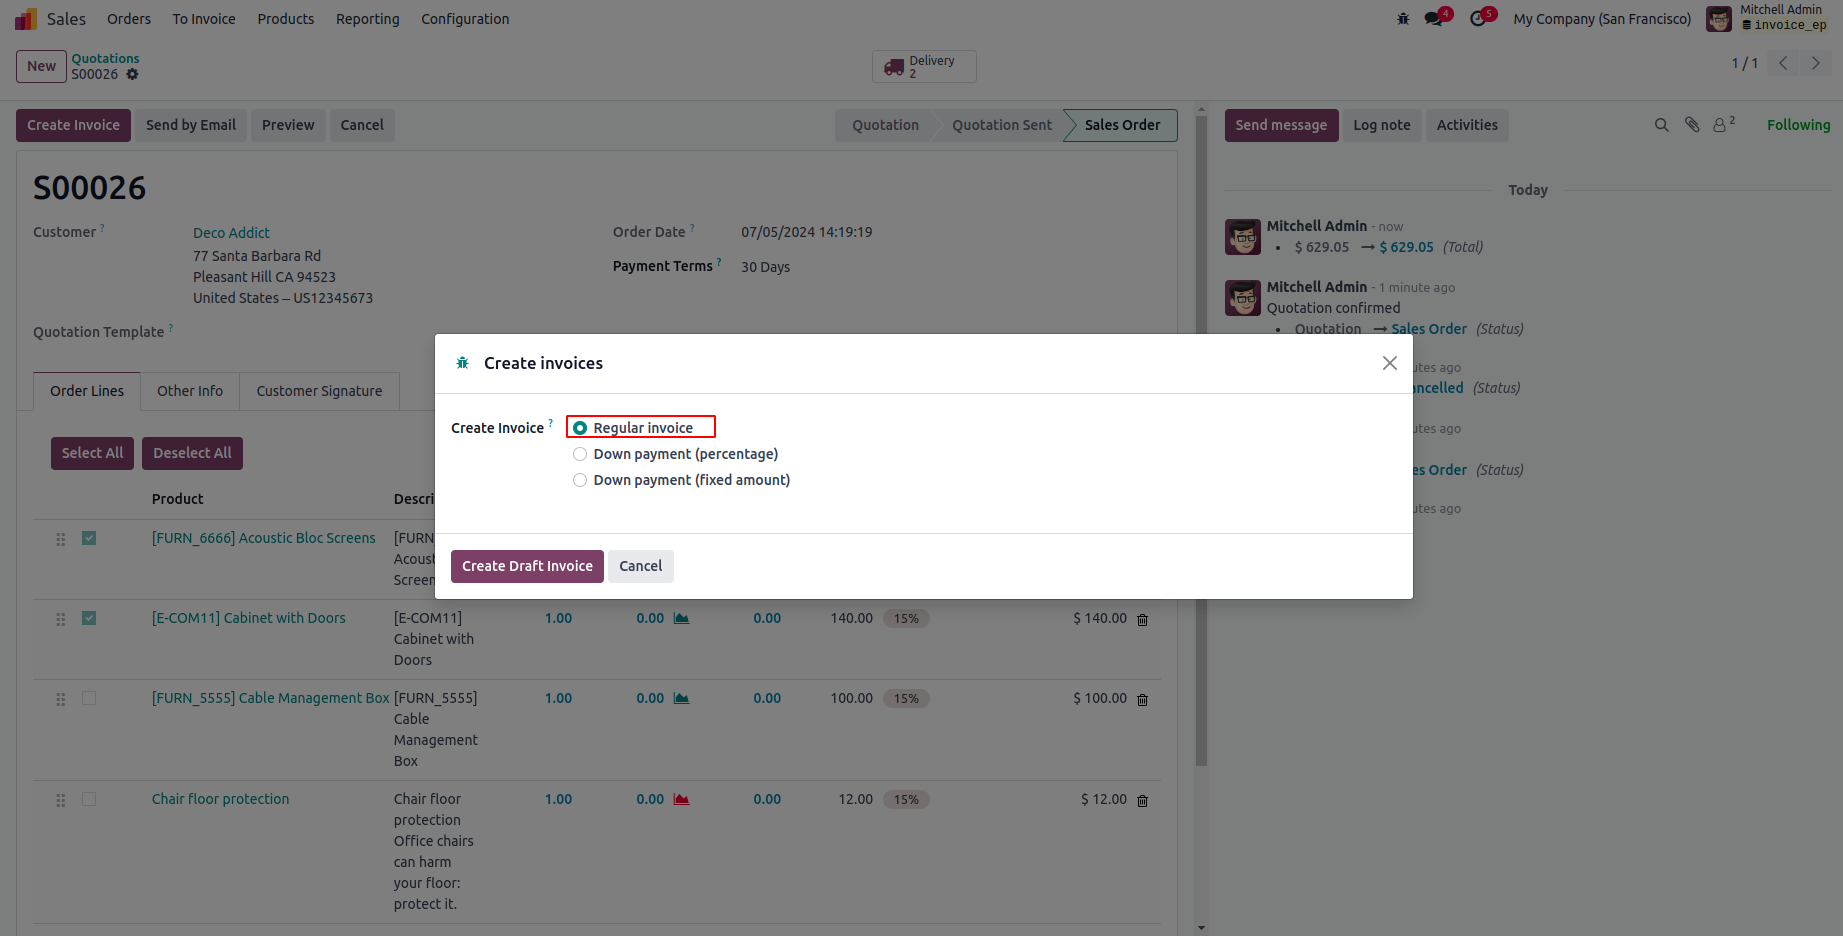 Sales Orders To Invoice Products Reporting Configuration 4 5 My Company (San Francisco) Mitchell Admin
invoice_ep
New Quotations
S00026
Delivery
2
1 / 1
Create Invoice Send by Email Preview Cancel Quotation Quotation Sent Sales Order Send message Log note Activities 2 Following
S00026
Customer ? Deco Addict
77 Santa Barbara Rd
Pleasant Hill CA 94523
United States – US12345673
Order Date ? 07/05/2024 14:19:19
Payment Terms ? 30 Days
Quotation Template ?
Today
Mitchell Admin - now
• $ 629.05 → $ 629.05 (Total)
Mitchell Admin - 1 minute ago
Quotation confirmed
• Quotation → Sales Order (Status)
utes ago
ancelled (Status)
utes ago
es Order (Status)
utes ago
Create invoices
Create Invoice ? Regular invoice
Down payment (percentage)
Down payment (fixed amount)
Create Draft Invoice Cancel
Order Lines Other Info Customer Signature
Select All Deselect All
Product Descri
[FURN_6666] Acoustic Bloc Screens [FURN
Acoust
Screen
[E-COM11] Cabinet with Doors [E-COM11] 1.00 0.00 0.00 140.00 15% $ 140.00
Cabinet with
Doors
[FURN_5555] Cable Management Box [FURN_5555] 1.00 0.00 0.00 100.00 15% $ 100.00
Cable
Management
Box
Chair floor protection Chair floor 1.00 0.00 0.00 12.00 15% $ 12.00
protection
Office chairs
can harm
your floor:
protect it.